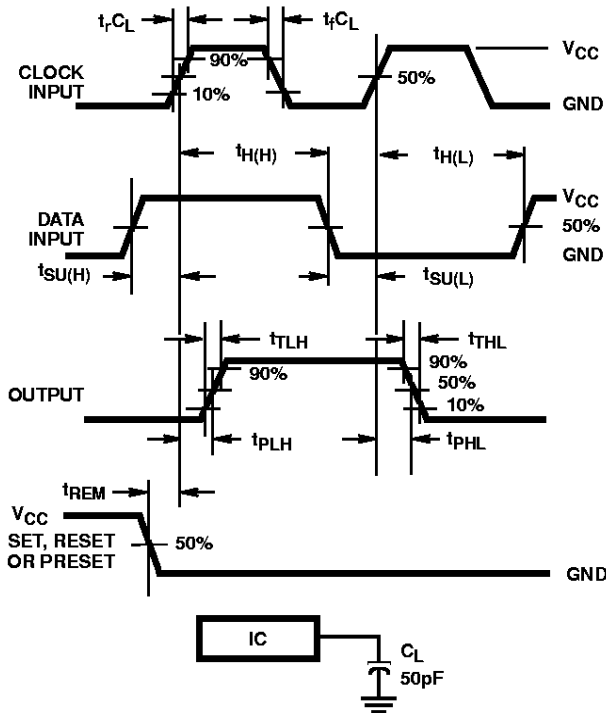 trCL
tfCL
90%
VCC
CLOCK
INPUT
50%
10%
GND
tH(H)
tH(L)
VCC
DATA
INPUT
50%
GND
tSU(H)
tSU(L)
tTLH
tTHL
90%
90%
OUTPUT
50%
10%
tPLH
tPHL
tREM
VCC
SET, RESET
OR PRESET
50%
GND
IC
CL
50pF